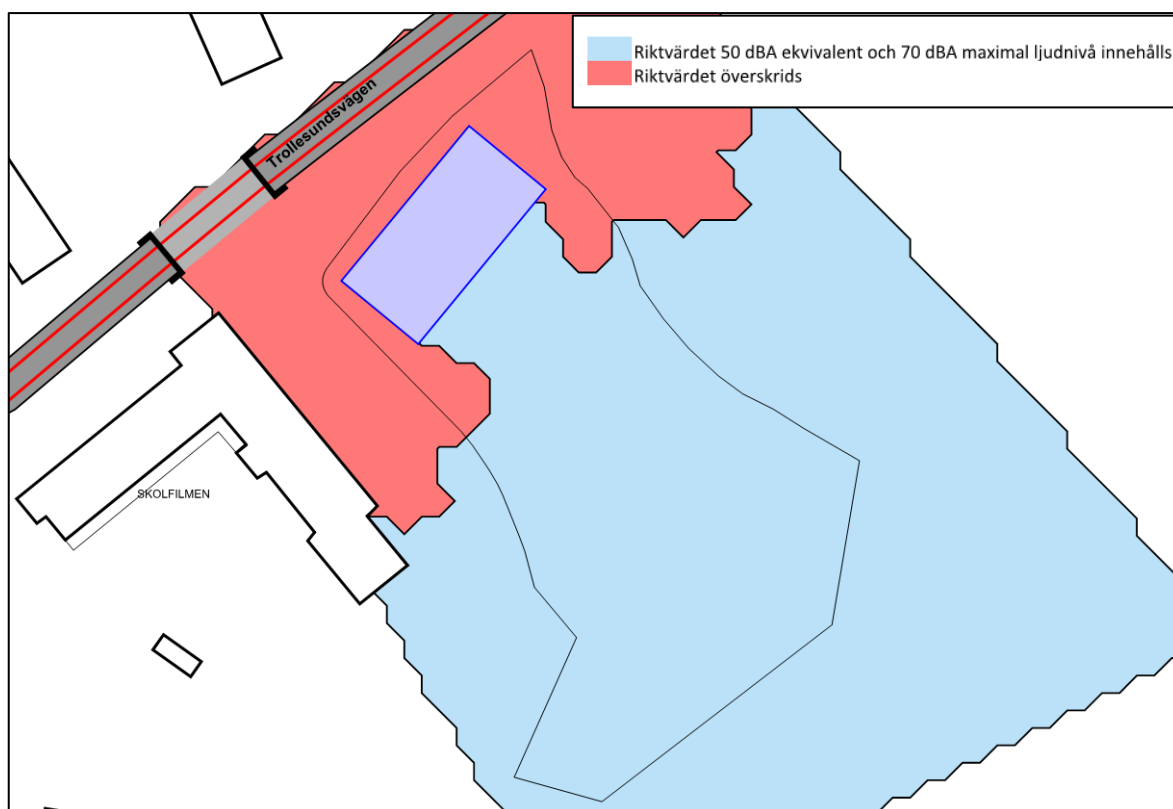 Riktvärdet 50 dBA ekvivalent och 70 dBA maximal ljudnivå innehålls
Riktvärdet överskrids
Trollesundsvägen
SKOLFILMEN